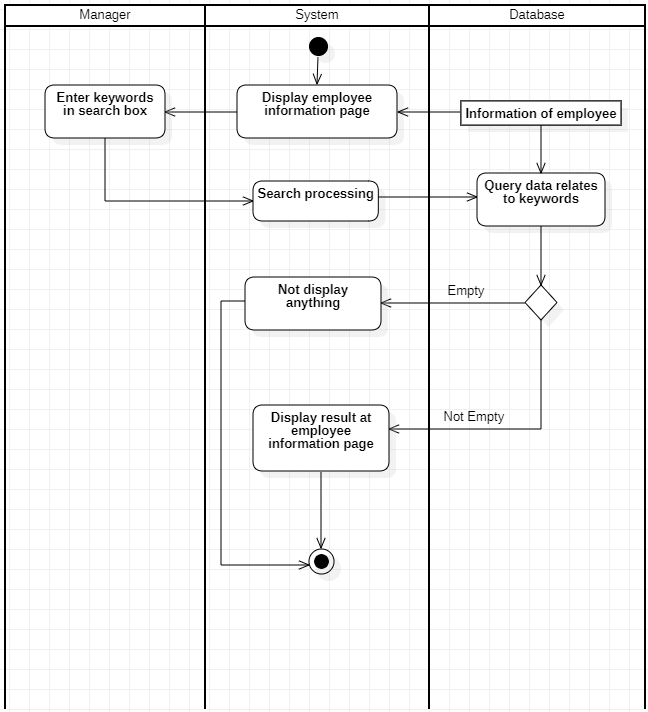 Manager
System
Database
Enter keywords
in search box
Display employee
information page
Information of employee
Search processing
Query data relates
to keywords
Not display
anything
Empty
Display result at
employee
information page
Not Empty